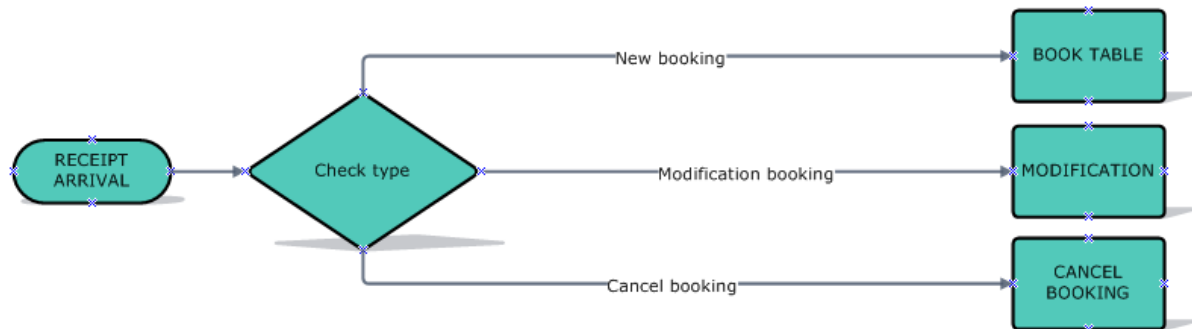 New booking
BOOK TABLE
RECEIPT
ARRIVAL
Check type
Modification booking
MODIFICATION
Cancel booking
CANCEL
BOOKING